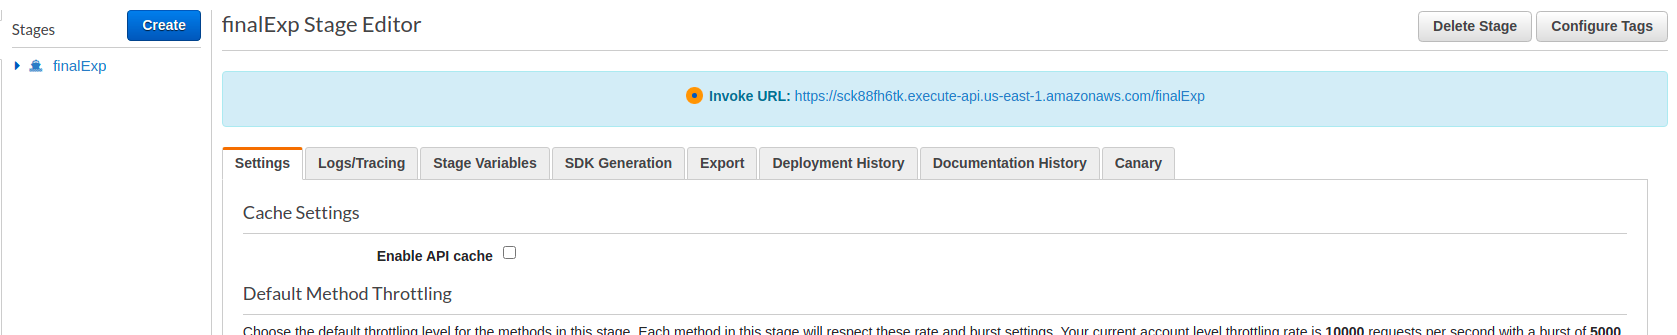 Stages
Create
finalExp
finalExp Stage Editor
Delete Stage
Configure Tags
Invoke URL: https://sck88fh6tk.execute-api.us-east-1.amazonaws.com/finalExp
Settings
Logs/Tracing
Stage Variables
SDK Generation
Export
Deployment History
Documentation History
Canary
Cache Settings
Enable API cache
Default Method Throttling
Choose the default throttling level for the methods in this stage. Each method in this stage will respect these rate and burst settings. Your current account level throttling rate is 10000 requests per second with a burst of 5000